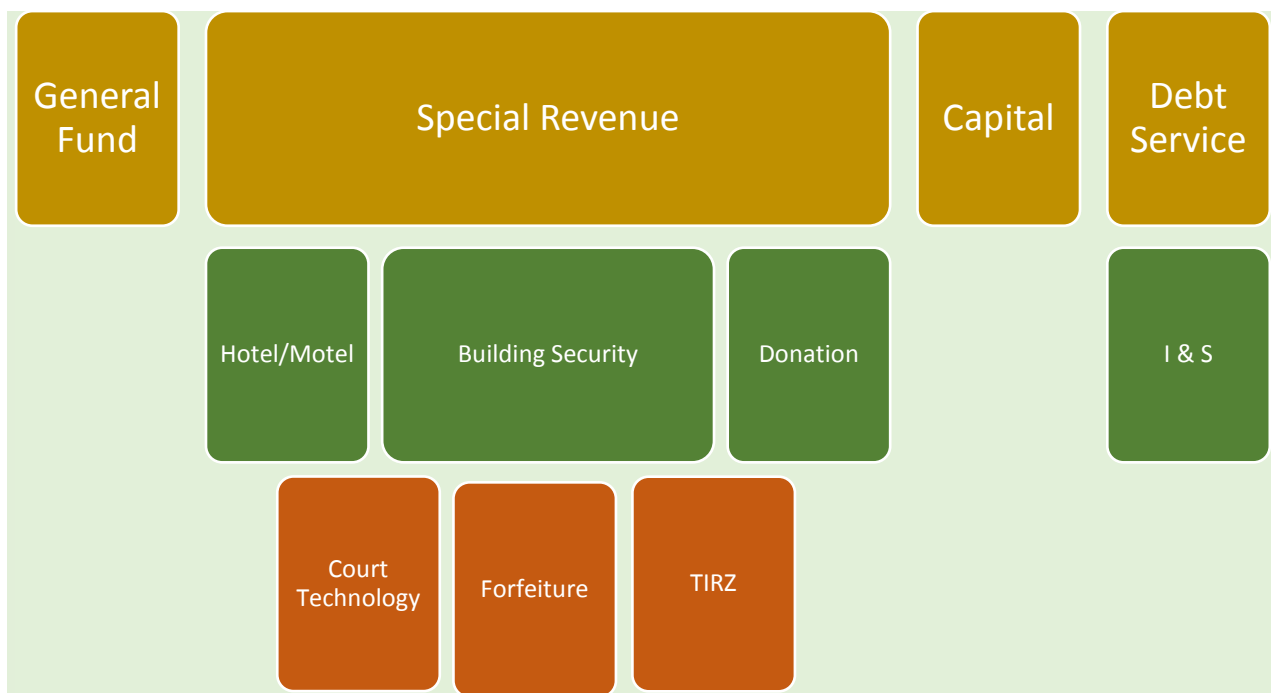 General
Fund
Special Revenue
Capital
Debt
Service
Hotel/Motel
Building Security
Donation
I & S
Court
Technology
Forfeiture
TIRZ